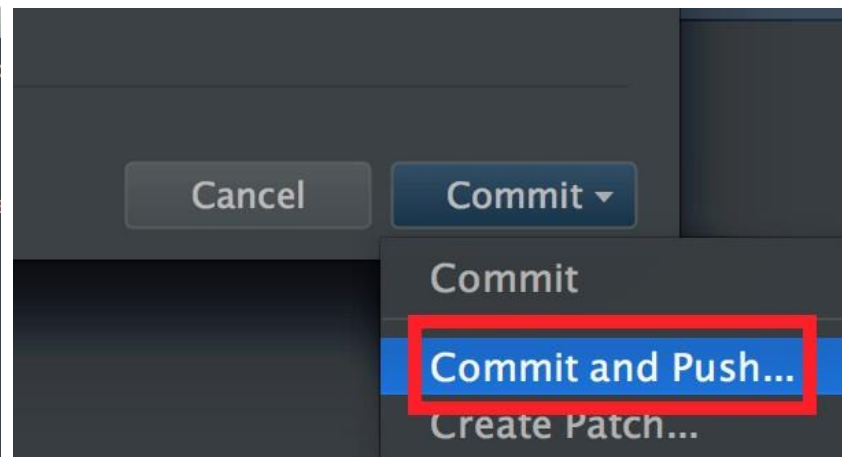 Cancel
Commit
Commit
Commit and Push...
Create Patch...